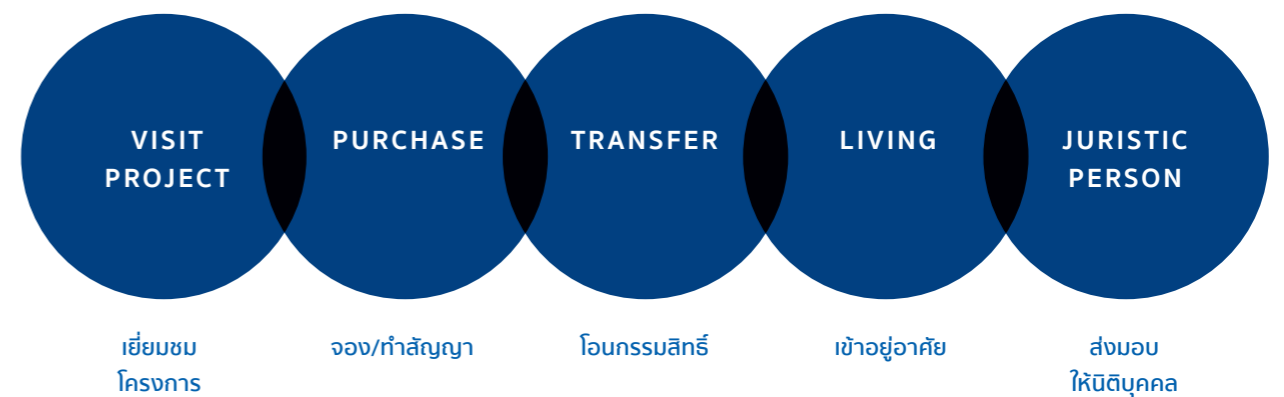 VISIT
PROJECT
PURCHASE
TRANSFER
LIVING
JURISTIC
PERSON
เยี่ยมชม
โครงการ
จอง/ทำสัญญา
โอนกรรมสิทธิ์
เข้าอยู่อาศัย
ส่งมอบ
ให้นิติบุคคล